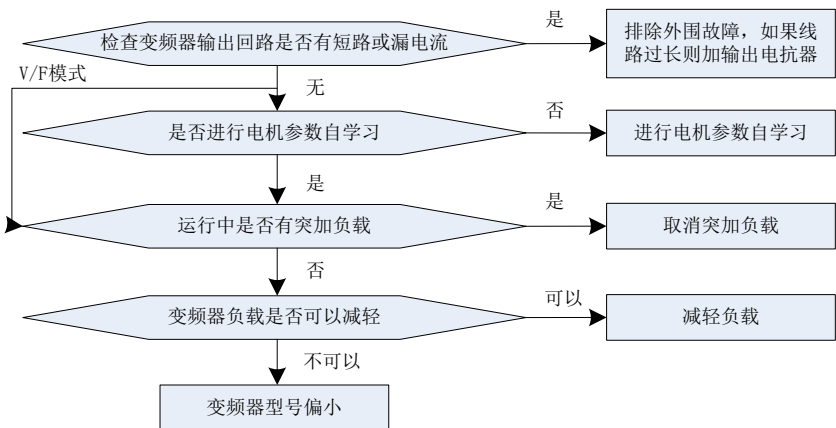 检查变频器输出回路是否有短路或漏电流
是
排除外围故障，如果线
路过长则加输出电抗器
V/F模式
无
是否进行电机参数自学习
否
进行电机参数自学习
是
运行中是否有突加负载
是
取消突加负载
否
变频器负载是否可以减轻
可以
减轻负载
不可以
变频器型号偏小